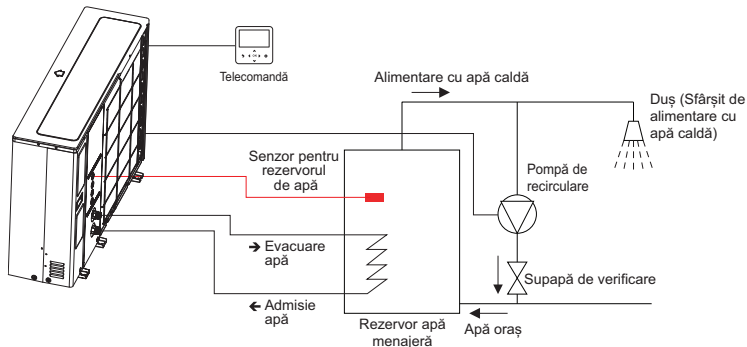 Telecomandă
Alimentare cu apă caldă
Duș (Sfârșit de
alimentare cu
apă caldă)
Senzor pentru
rezervorul
de apă
Pompă de
recirculare
Evacuare
apă
Supapă de verificare
Admisie
apă
Rezervor apă
menajeră
Apă oraș